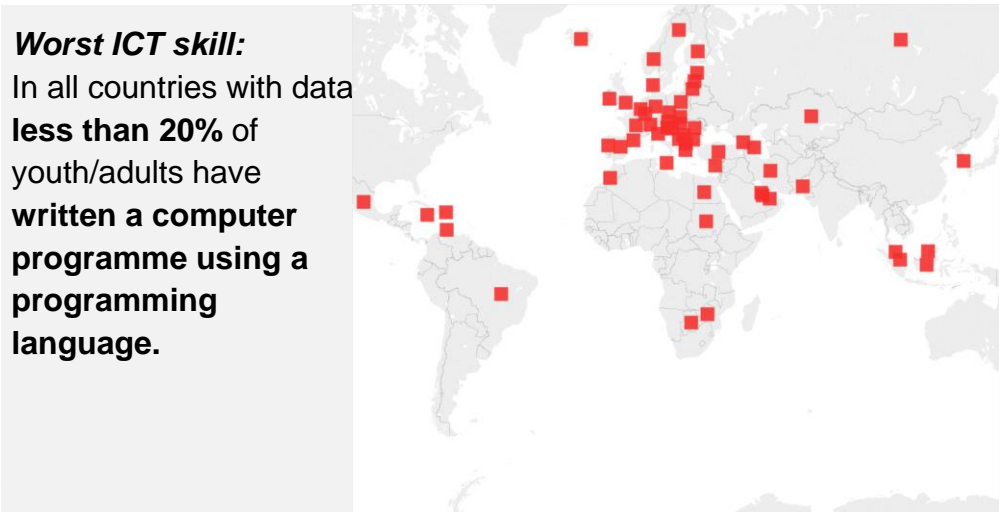 Worst ICT skill:
In all countries with data
less than 20% of
youth/adults have
written a computer
programme using a
programming
language.